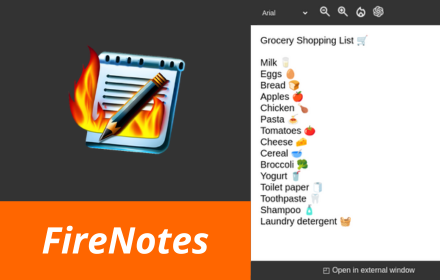 FireNotes
Arial
Grocery Shopping List 🛒
Milk 🥛
Eggs 🥚
Bread 🍞
Apples 🍎
Chicken 🍗
Pasta 🍝
Tomatoes 🍅
Cheese 🧀
Cereal 🥣
Broccoli 🥦
Yogurt 🥤
Toilet paper 🧻
Toothpaste 🦷
Shampoo 🧴
Laundry detergent 🧺
Open in external window